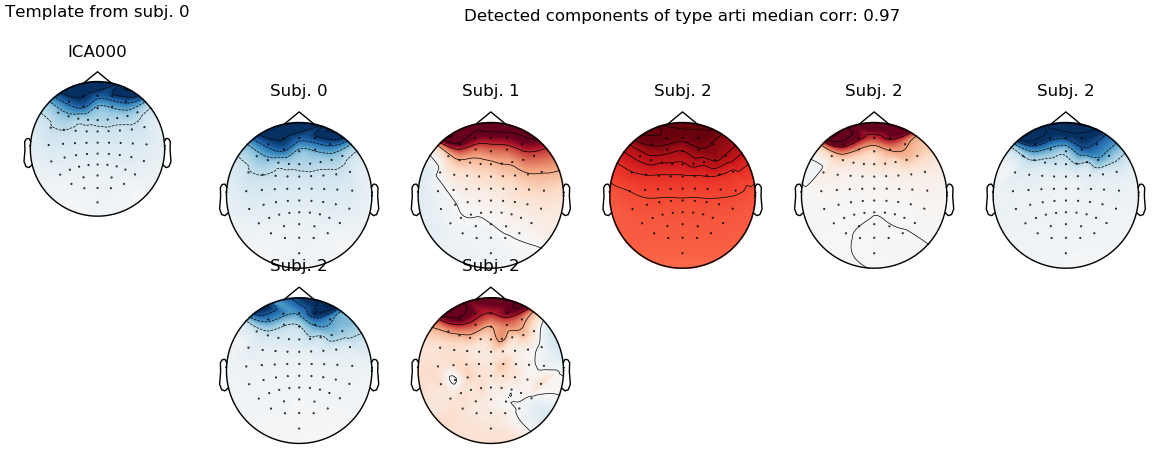 Template from subj. 0
Detected components of type arti median corr: 0.97
ICA000
Subj. 0
Subj. 1
Subj. 2
Subj. 2
Subj. 2
Subj. 2
Subj. 2